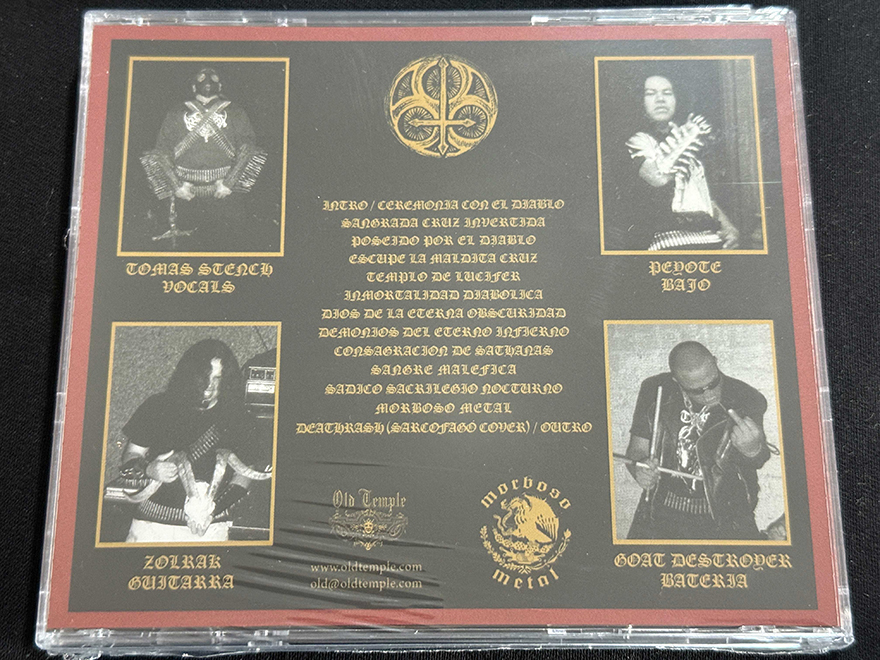 INTRO / CEREMONIA CON EL DIABLO
SANGRADA CRUZ INVERTIDA
POSEIDO POR EL DIABLO
ESCUPE LA MALDITA CRUZ
TEMPLO DE LUCIFER
INMORTALIDAD DIABOLICA
DIOS DE LA ETERNA OBSCURIDAD
DEMONIOS DEL ETERNO INFIERNO
CONSAGRACION DE SATHANAS
SANGRE MALEFICA
SADICO SACRILEGIO NOCTURNO
MORBOSO METAL
DEATHRASH (SARCOFAGO COVER) / OUTRO
TOMAS STENCH
VOCALS
PEYOTE
BAJO
ZOLRAK
GUITARRA
GOAT DESTROYER
BATERIA
Old Temple
www.oldtemple.com
old@oldtemple.com
morboso
metal